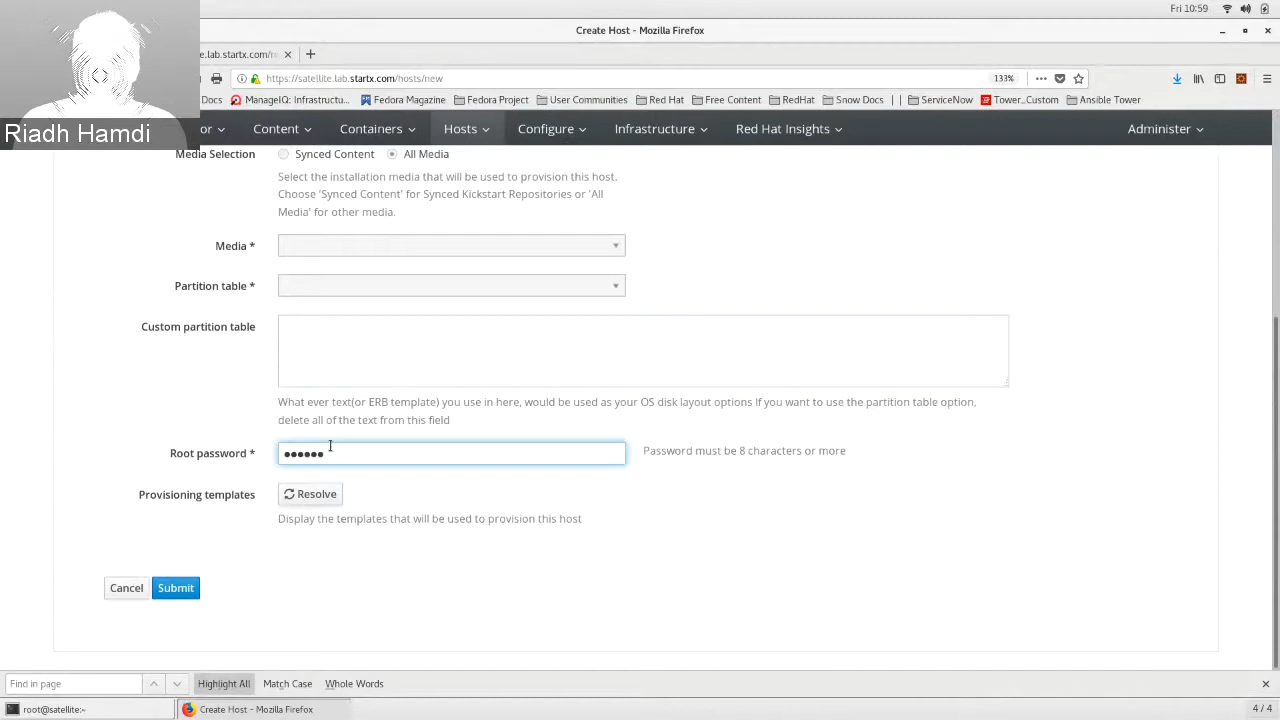 Fri 10:59
Create Host - Mozilla Firefox
e.lab.startx.com/n
https://satellite.lab.startx.com/hosts/new
133%
Docs
ManageIQ: Infrastructu...
Fedora Magazine
Fedora Project
User Communities
Red Hat
Free Content
RedHat
Snow Docs
ServiceNow
Tower_Custom
Ansible Tower
Riadh Hamdi
or
Content
Containers
Hosts
Configure
Infrastructure
Red Hat Insights
Administer
Media Selection
Synced Content
All Media
Select the installation media that will be used to provision this host.
Choose 'Synced Content' for Synced Kickstart Repositories or 'All
Media' for other media.
Media *
Partition table *
Custom partition table
What ever text(or ERB template) you use in here, would be used as your OS disk layout options If you want to use the partition table option,
delete all of the text from this field
Root password *
●●●●●●
Password must be 8 characters or more
Provisioning templates
Resolve
Display the templates that will be used to provision this host
Cancel
Submit
Find in page
Highlight All
Match Case
Whole Words
root@satellite:~
Create Host - Mozilla Firefox
4 / 4